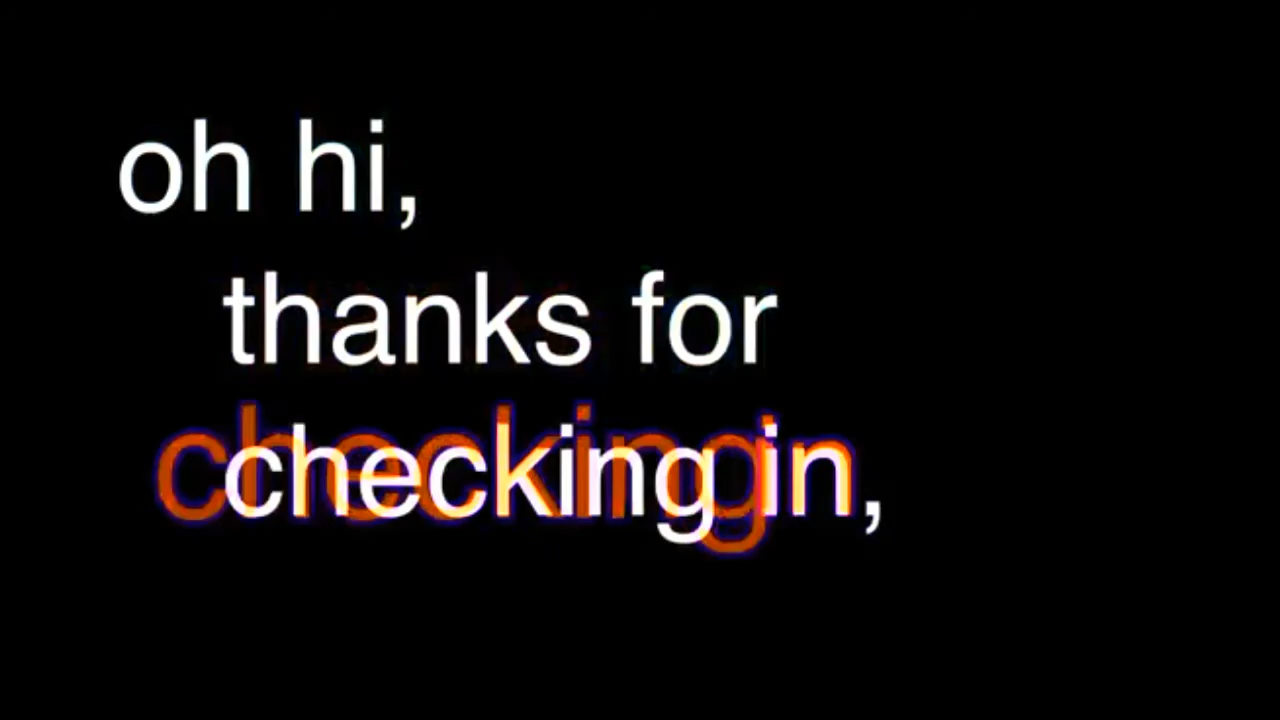 oh hi,
thanks for
checking in,